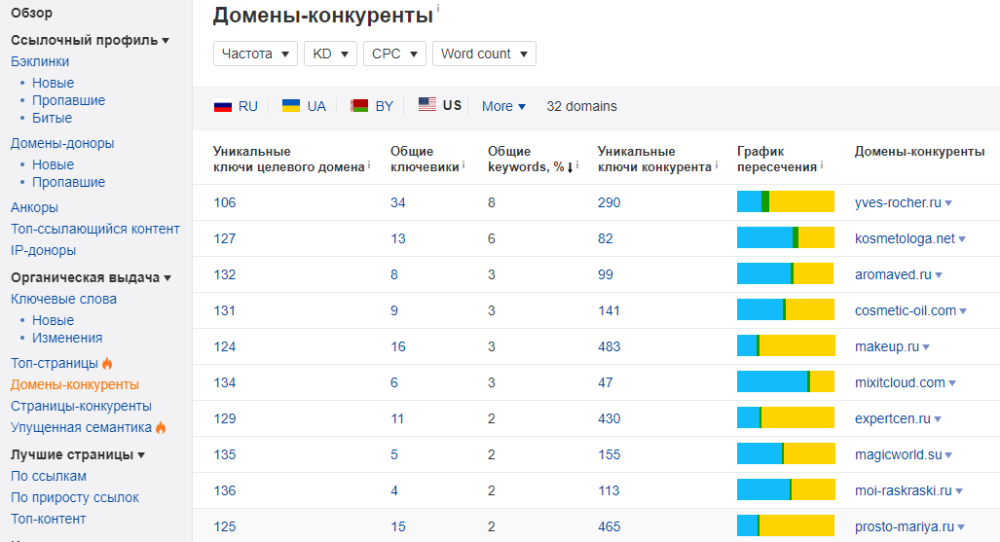 Обзор
Ссылочный профиль
Бэклинки
Новые
Пропавшие
Битые
Домены-доноры
Новые
Пропавшие
Анкоры
Топ-ссылающийся контент
IP-доноры
Органическая выдача
Ключевые слова
Новые
Изменения
Топ-страницы
Домены-конкуренты
Страницы-конкуренты
Упущенная семантика
Лучшие страницы
По ссылкам
По приросту ссылок
Топ-контент
Домены-конкуренты i
Частота KD CPC Word count
RU UA BY US More 32 domains
Уникальные Общие Общие Уникальные График Домены-конкуренты
ключи целевого домена i ключевики i keywords, % i ключи конкурента i пересечения i
106 34 8 290 yves-rocher.ru
127 13 6 82 kosmetologa.net
132 8 3 99 aromaved.ru
131 9 3 141 cosmetic-oil.com
124 16 3 483 makeup.ru
134 6 3 47 mixitcloud.com
129 11 2 430 expertcen.ru
135 5 2 155 magicworld.su
136 4 2 113 moi-raskraski.ru
125 15 2 465 prosto-mariya.ru